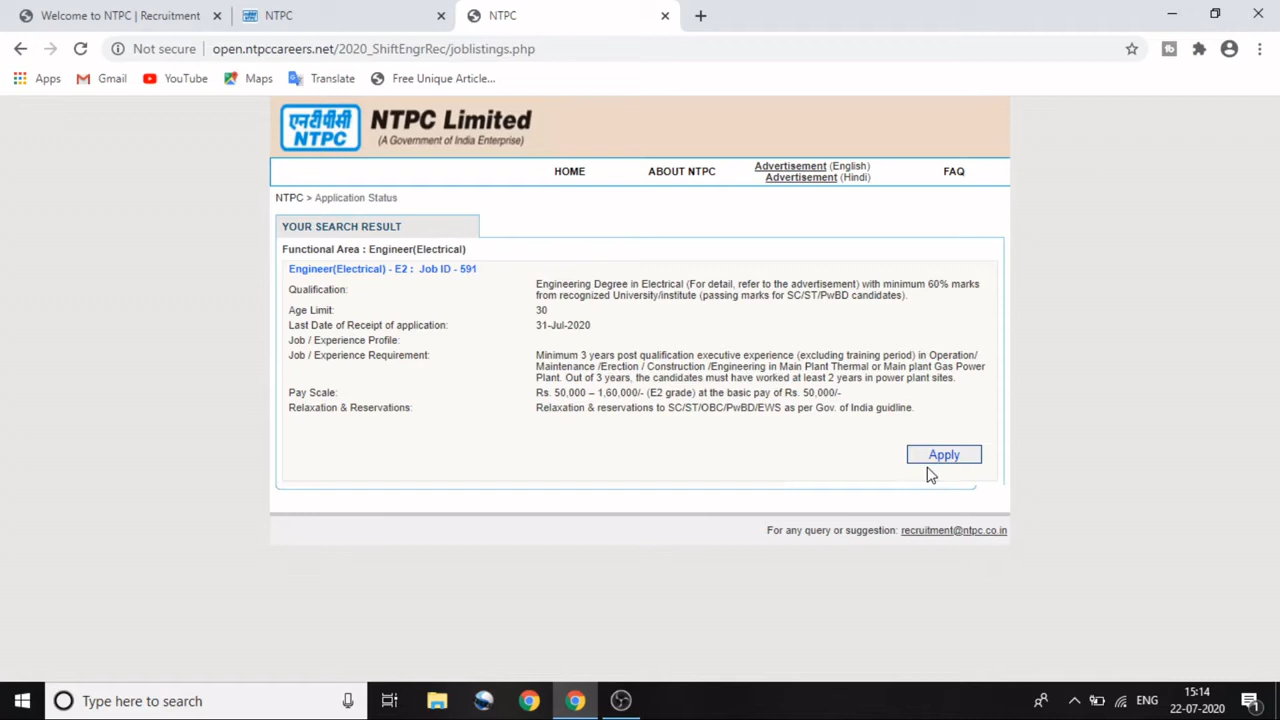 Welcome to NTPC | Recruitment
NTPC
NTPC
Not secure
open.ntpccareers.net/2020_ShiftEngrRec/joblistings.php
Apps
Gmail
YouTube
Maps
Translate
Free Unique Article...
एनटीपीसी
NTPC
NTPC Limited
(A Government of India Enterprise)
HOME
ABOUT NTPC
Advertisement (English)
Advertisement (Hindi)
FAQ
NTPC > Application Status
YOUR SEARCH RESULT
Functional Area : Engineer(Electrical)
Engineer(Electrical) - E2 : Job ID - 591
Qualification:
Engineering Degree in Electrical (For detail, refer to the advertisement) with minimum 60% marks
from recognized University/institute (passing marks for SC/ST/PwBD candidates).
Age Limit:
30
Last Date of Receipt of application:
31-Jul-2020
Job / Experience Profile:
Job / Experience Requirement:
Minimum 3 years post qualification executive experience (excluding training period) in Operation/
Maintenance /Erection / Construction /Engineering in Main Plant Thermal or Main plant Gas Power
Plant. Out of 3 years, the candidates must have worked at least 2 years in power plant sites.
Pay Scale:
Rs. 50,000 – 1,60,000/- (E2 grade) at the basic pay of Rs. 50,000/-
Relaxation & Reservations:
Relaxation & reservations to SC/ST/OBC/PwBD/EWS as per Gov. of India guidline.
Apply
For any query or suggestion: recruitment@ntpc.co.in
Type here to search
ENG
15:14
22-07-2020